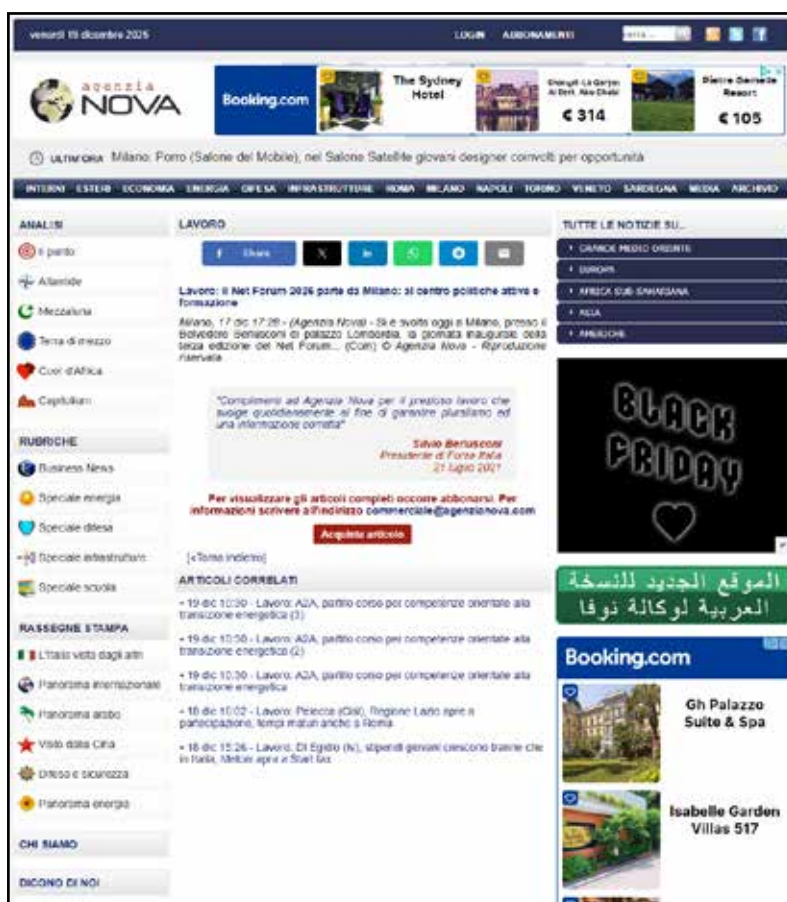 venerdì 19 dicembre 2025
LOGIN ABBONAMENTI
cerca ...
agenzia
NOVA
Booking.com
The Sydney
Hotel
Shangri-La Qaryat
Al Beri, Abu Dhabi
€ 314
Resort
€ 105
ULTIM'ORA Milano: Porro (Salone del Mobile), nel Salone Satellite giovani designer coinvolti per opportunità
INTERNI ESTERI ECONOMIA ENERGIA DIFESA INFRASTRUTTURE ROMA MILANO NAPOLI TORINO VENETO SARDEGNA MEDIA ARCHIVIO
ANALISI
Il punto
Atlantide
Mezzaluna
Terra di mezzo
Cuor d'Africa
Capitolium
RUBRICHE
Business News
Speciale energia
Speciale difesa
Speciale infrastrutture
Speciale scuola
RASSEGNE STAMPA
L'Italia vista dagli altri
Panorama internazionale
Panorama arabo
Visto dalla Cina
Difesa e sicurezza
Panorama energia
CHI SIAMO
DICONO DI NOI
LAVORO
Share
Lavoro: il Net Forum 2026 parte da Milano: al centro politiche attive e
formazione
Milano, 17 dic 17:28 - (Agenzia Nova) - Si è svolta oggi a Milano, presso il
Belvedere Berlusconi di palazzo Lombardia, la giornata inaugurale della
terza edizione del Net Forum... (Com) © Agenzia Nova - Riproduzione
riservata
"Complimenti ad Agenzia Nova per il prezioso lavoro che
svolge quotidianamente al fine di garantire pluralismo ed
una informazione corretta"
Silvio Berlusconi
Presidente di Forza Italia
21 luglio 2021
Per visualizzare gli articoli completi occorre abbonarsi. Per
informazioni scrivere all'indirizzo commerciale@agenzianova.com
Acquista articolo
[«Torna indietro]
ARTICOLI CORRELATI
• 19 dic 10:30 - Lavoro: A2A, partito corso per competenze orientate alla
transizione energetica (3)
• 19 dic 10:30 - Lavoro: A2A, partito corso per competenze orientate alla
transizione energetica (2)
• 19 dic 10:30 - Lavoro: A2A, partito corso per competenze orientate alla
transizione energetica
Lavoro: Pelecca (Cisl), Regione Lazio apre a
partecipazione, tempi maturi anche a Roma
Lavoro: Di Egidio (Iv), stipendi giovani crescono tranne che
in Italia, Meloni apra a Start tax
TUTTE LE NOTIZIE SU...
GRANDE MEDIO ORIENTE
EUROPA
AFRICA SUB-SAHARIANA
ASIA
AMERICHE
BLACK
FRIDAY
الموقع الجديد للنسخة
العربية لوكالة نوفا
Booking.com
Gh Palazzo
Suite & Spa
Isabelle Garden
Villas 517